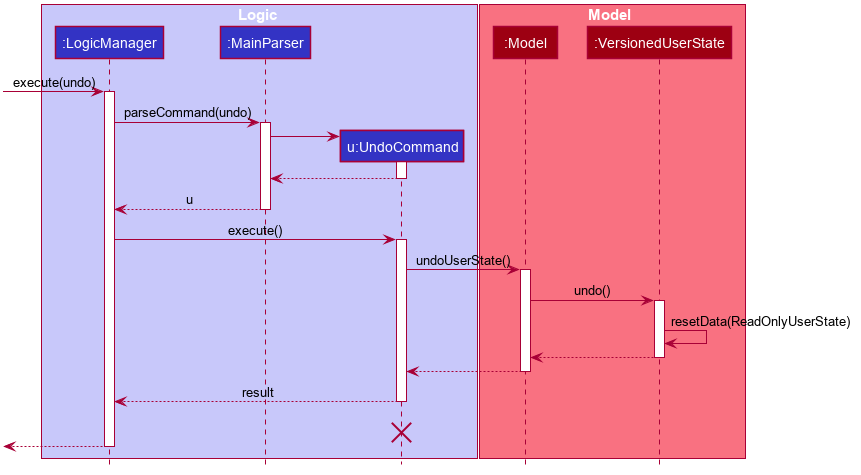 Logic
Model
:LogicManager
:MainParser
:Model
:VersionedUserState
execute(undo)
parseCommand(undo)
u:UndoCommand
u
execute()
undoUserState()
undo()
resetData(ReadOnlyUserState)
result